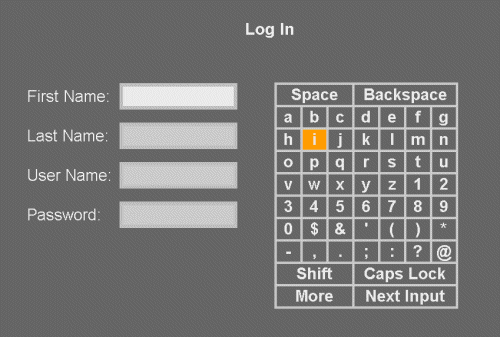 Log In
First Name:
Last Name:
User Name:
Password:
Space Backspace
a b c d e f g
h i j k l m n
o p q r s t u
v w x y z 1 2
3 4 5 6 7 8 9
0 $ & ' ( ) *
- , . ; : ? @
Shift Caps Lock
More Next Input